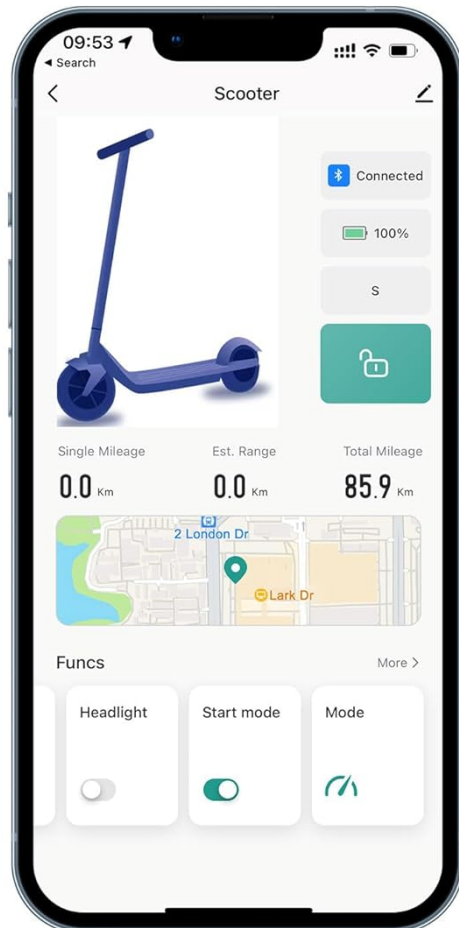 09:53
Search
Scooter
Connected
100%
S
Single Mileage
Est. Range
Total Mileage
0.0 Km
0.0 Km
85.9 Km
2 London Dr
Lark Dr
Funcs
More >
Headlight
Start mode
Mode